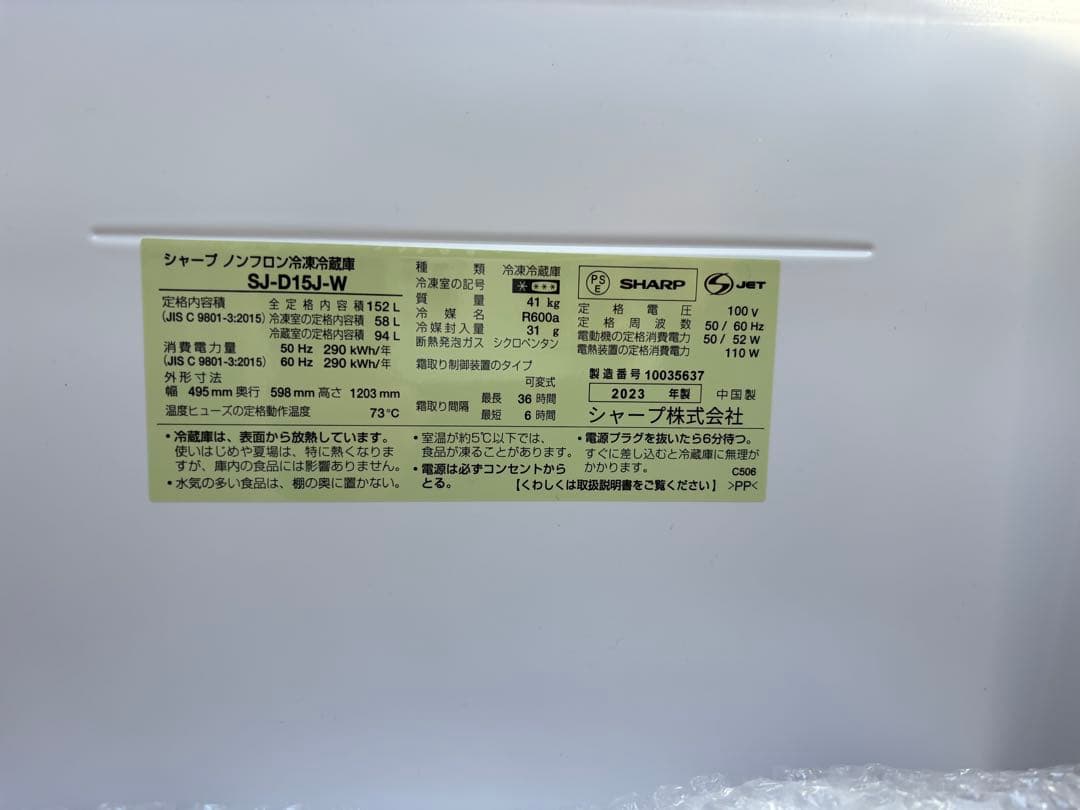 シャープ ノンフロン冷凍冷蔵庫
SJ-D15J-W
定格内容積 全定格内容積 152 L
(JIS C 9801-3:2015) 冷凍室の定格内容積 58 L
冷蔵室の定格内容積 94 L
消費電力量 50 Hz 290 kWh/年
(JIS C 9801-3:2015) 60 Hz 290 kWh/年
外形寸法
幅 495 mm 奥行 598 mm 高さ 1203 mm
温度ヒューズの定格動作温度 73℃
種類 冷凍冷蔵庫
冷凍室の記号 ****
質量 41 kg
冷媒名 R600a
冷媒封入量 31 g
断熱発泡ガス シクロペンタン
霜取り制御装置のタイプ
可変式
霜取り間隔 最長 36 時間
最短 6 時間
PS E SHARP S JET
定格電圧 100 V
定格周波数 50 / 60 Hz
電動機の定格消費電力 50 / 52 W
電熱装置の定格消費電力 110 W
製造番号 10035637
2023 年製 中国製
シャープ株式会社
・冷蔵庫は、表面から放熱しています。
使いはじめや夏場は、特に熱くなりま
すが、庫内の食品には影響ありません。
・水気の多い食品は、棚の奥に置かない。
・室温が約5℃以下では、
食品が凍ることがあります。
・電源は必ずコンセントから
とる。
・電源プラグを抜いたら6分待つ。
すぐに差し込むと冷蔵庫に無理が
かかります。 C506
【くわしくは取扱説明書をご覧ください】 >PP<